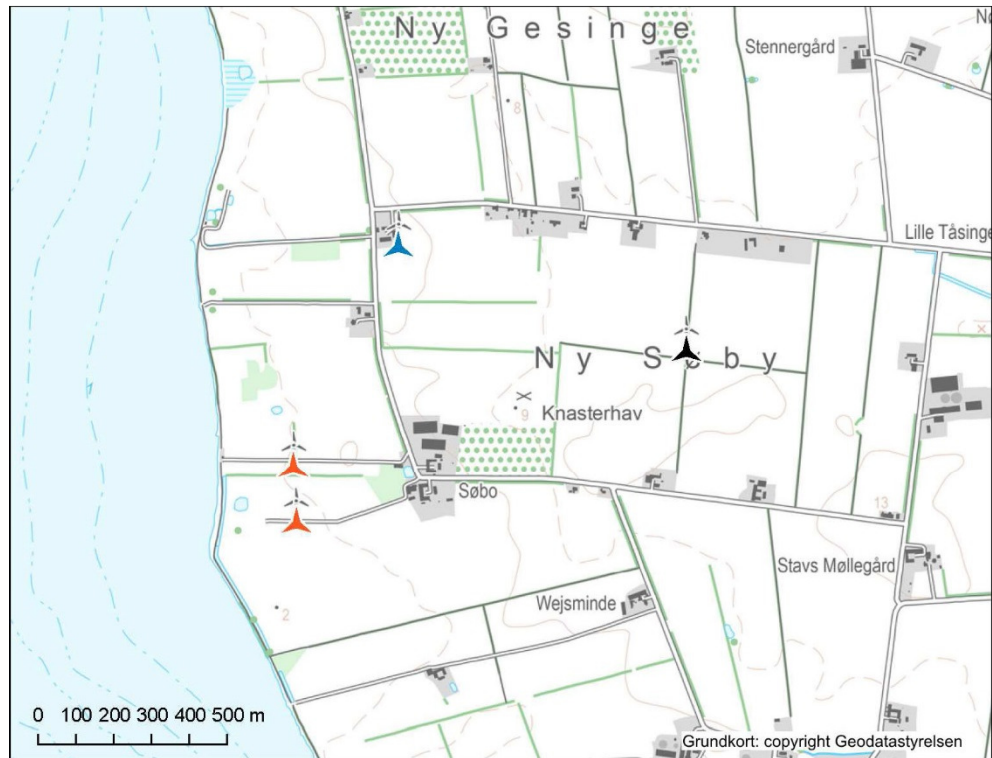 Ny Gesinge
Nø
Stennergård
8
Lille Tåsinge
Ny Søby
9
Knasterhav
Søbo
13
Stavs Møllegård
Wejsminde
2
0 100 200 300 400 500 m
Grundkort: copyright Geodatastyrelsen